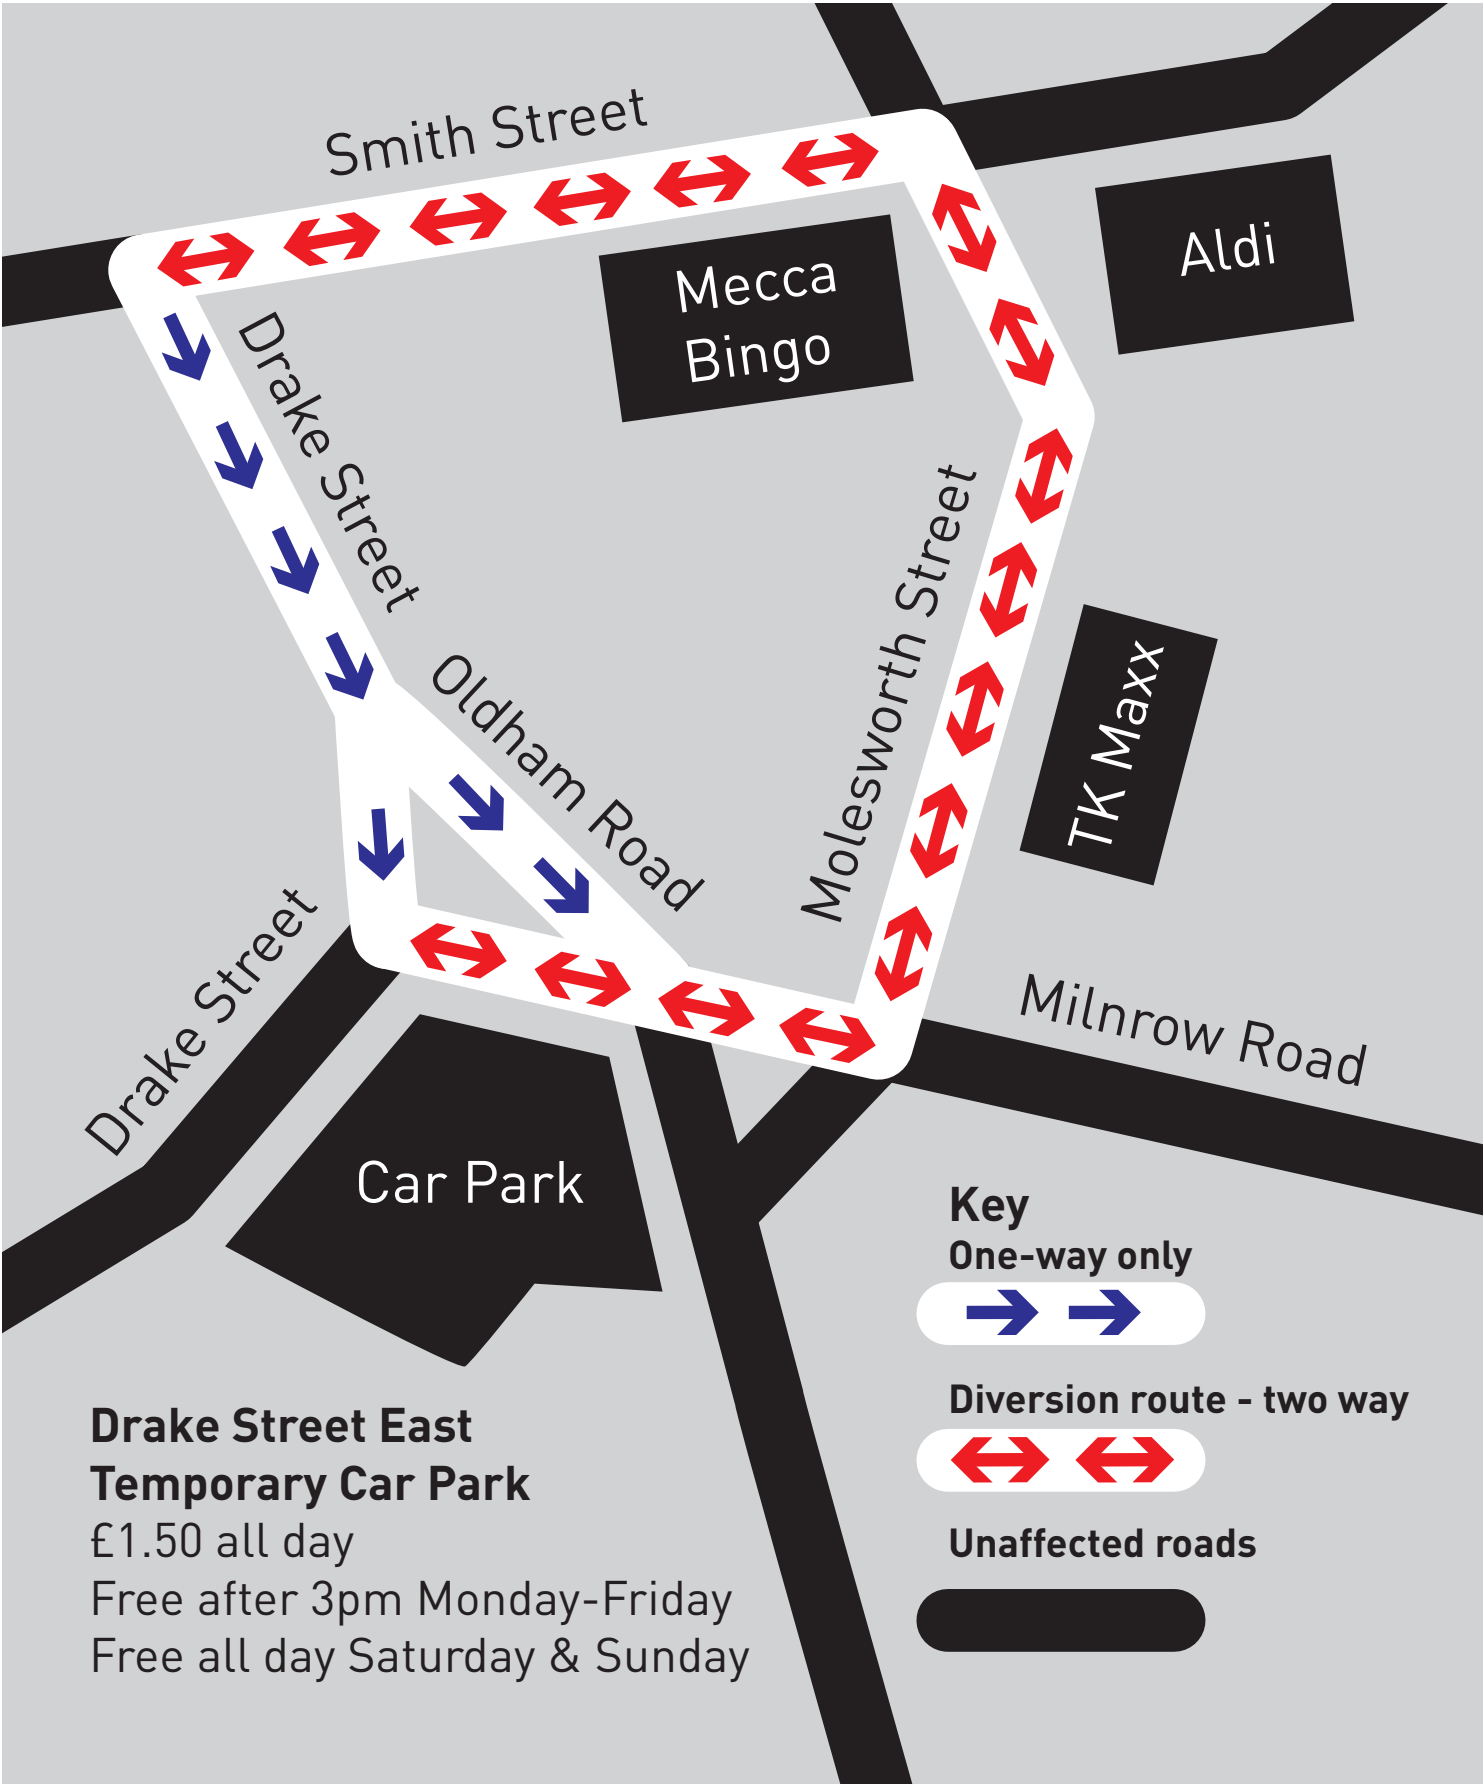 Smith Street
Aldi
Mecca
Bingo
Drake Street
Molesworth Street
Oldham Road
TK Maxx
Drake Street
Milnrow Road
Car Park
Key
One-way only
Diversion route - two way
Unaffected roads
Drake Street East
Temporary Car Park
£1.50 all day
Free after 3pm Monday-Friday
Free all day Saturday & Sunday